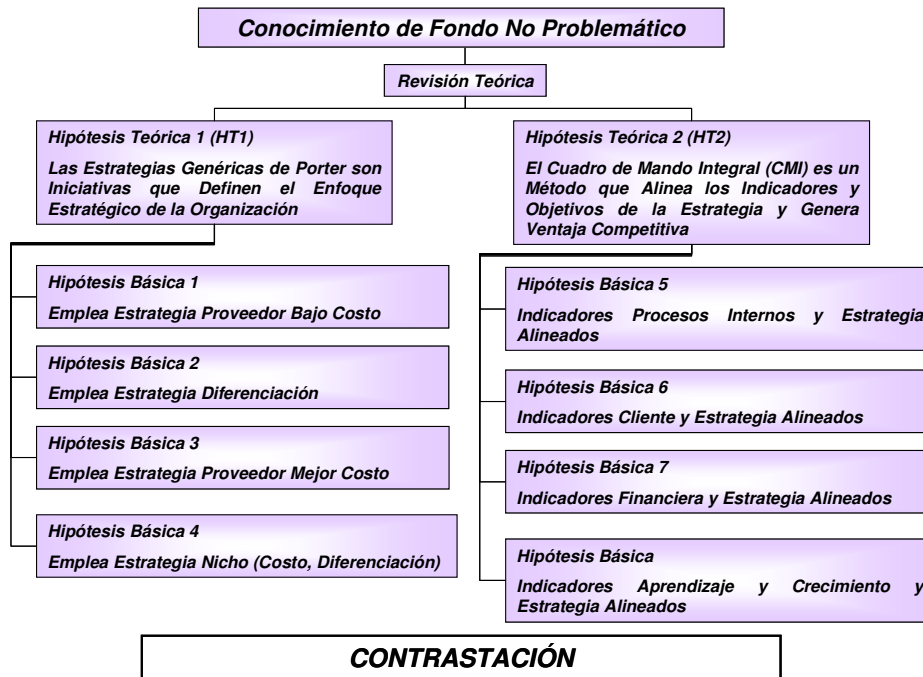 Conocimiento de Fondo No Problemático
Revisión Teórica
Hipótesis Teórica 1 (HT1)
Las Estrategias Genéricas de Porter son
Iniciativas que Definen el Enfoque
Estratégico de la Organización
Hipótesis Básica 1
Emplea Estrategia Proveedor Bajo Costo
Hipótesis Básica 2
Emplea Estrategia Diferenciación
Hipótesis Básica 3
Emplea Estrategia Proveedor Mejor Costo
Hipótesis Básica 4
Emplea Estrategia Nicho (Costo, Diferenciación)
Hipótesis Teórica 2 (HT2)
El Cuadro de Mando Integral (CMI) es un
Método que Alinea los Indicadores y
Objetivos de la Estrategia y Genera
Ventaja Competitiva
Hipótesis Básica 5
Indicadores Procesos Internos y Estrategia
Alineados
Hipótesis Básica 6
Indicadores Cliente y Estrategia Alineados
Hipótesis Básica 7
Indicadores Financiera y Estrategia Alineados
Hipótesis Básica
Indicadores Aprendizaje y Crecimiento y
Estrategia Alineados
CONTRASTACIÓN